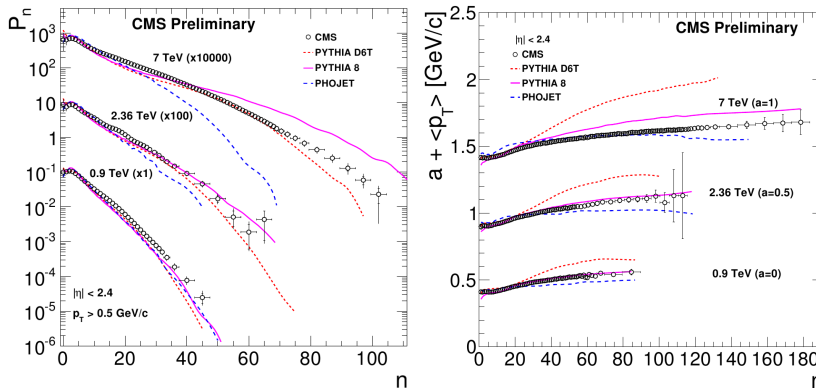 CMS Preliminary
P_n
10^3
10^2
10
1
10^-1
10^-2
10^-3
10^-4
10^-5
10^-6
7 TeV (x10000)
2.36 TeV (x100)
0.9 TeV (x1)
CMS
PYTHIA D6T
PYTHIA 8
PHOJET
|η| < 2.4
p_T > 0.5 GeV/c
0 20 40 60 80 100
n
CMS Preliminary
a + <p_T> [GeV/c]
2.5
2
1.5
1
0.5
0
|η| < 2.4
CMS
PYTHIA D6T
PYTHIA 8
PHOJET
7 TeV (a=1)
2.36 TeV (a=0.5)
0.9 TeV (a=0)
0 20 40 60 80 100 120 140 160 180